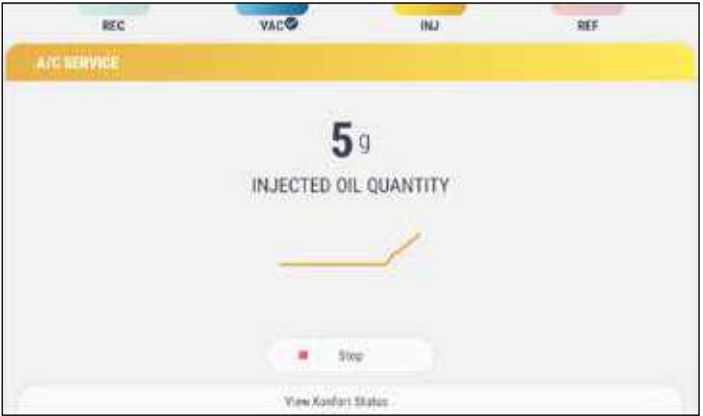 REC VAC INJ REF
A/C SERVICE
5 g
INJECTED OIL QUANTITY
Stop
View Konfort Status